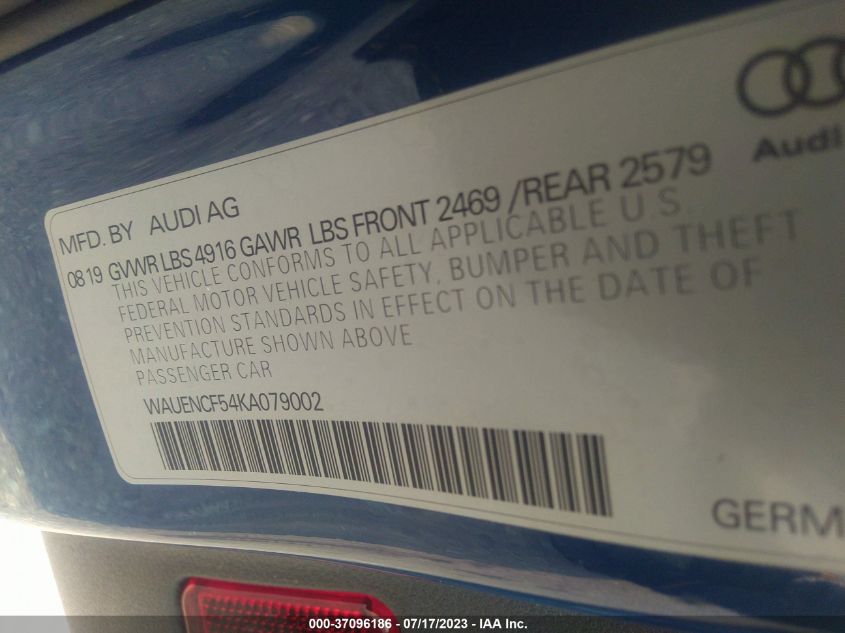 Audi
MFD. BY AUDI AG
08 19 GVWR LBS 4916 GAWR LBS FRONT 2469 /REAR 2579
THIS VEHICLE CONFORMS TO ALL APPLICABLE U.S.
FEDERAL MOTOR VEHICLE SAFETY, BUMPER AND THEFT
PREVENTION STANDARDS IN EFFECT ON THE DATE OF
MANUFACTURE SHOWN ABOVE
PASSENGER CAR
WAUENCF54KA079002
GERM
000-37096186 - 07/17/2023 - IAA Inc.